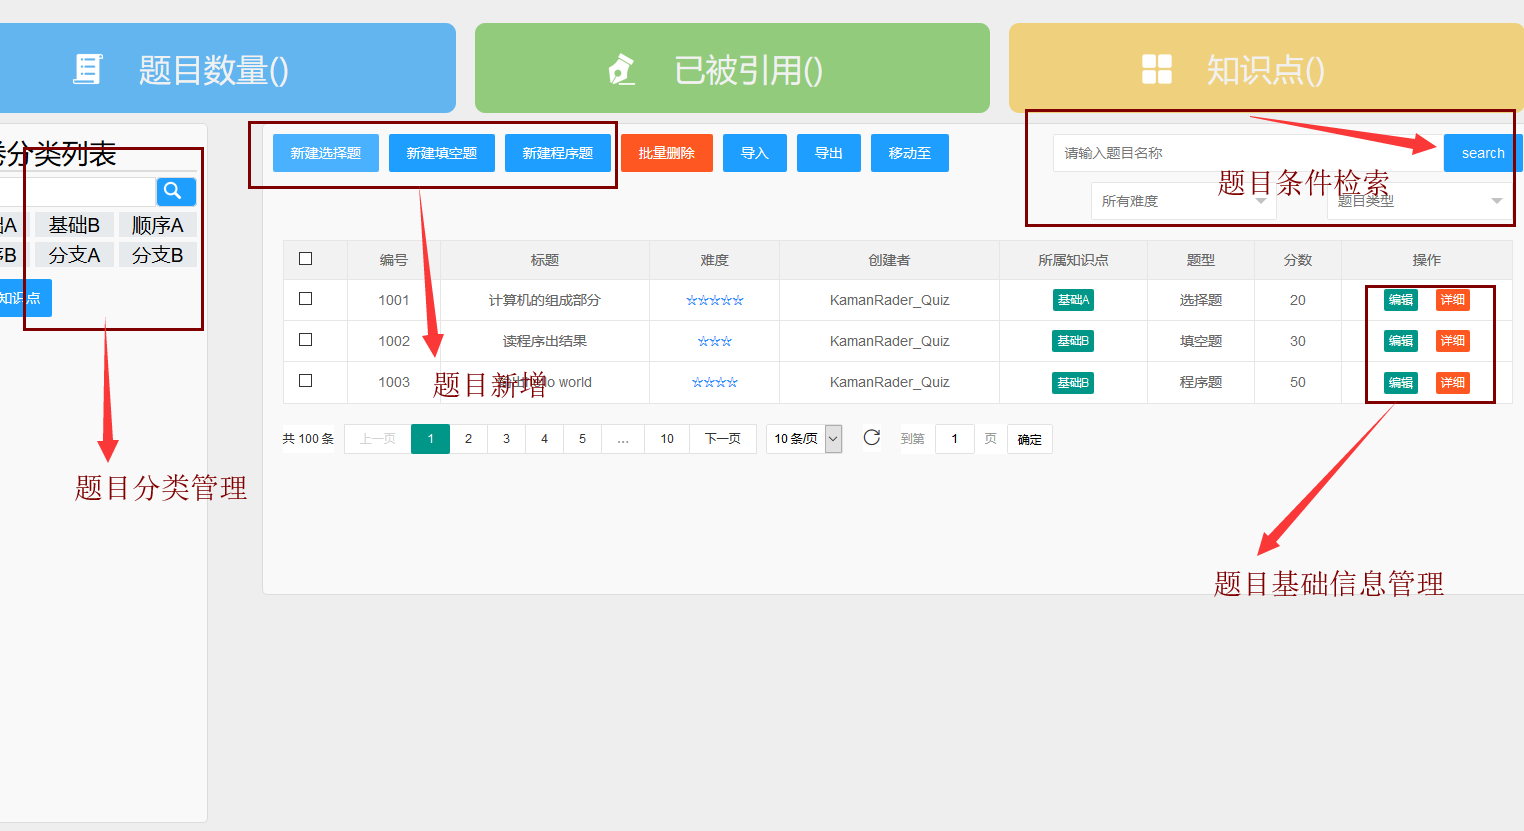 题目数量()
已被引用()
知识点()
分类列表
基础B 顺序A
分支A 分支B
知识点
新建选择题 新建填空题 新建程序题 批量删除 导入 导出 移动至
请输入题目名称 search
题目条件检索
所有难度 题目类型
编号 标题 难度 创建者 所属知识点 题型 分数 操作
1001 计算机的组成部分 ☆☆☆☆☆ KamanRader_Quiz 基础A 选择题 20 编辑 详细
1002 读程序出结果 ☆☆☆ KamanRader_Quiz 基础B 填空题 30 编辑 详细
1003 world ☆☆☆☆ KamanRader_Quiz 基础B 程序题 50 编辑 详细
题目新增
共 100 条 上一页 1 2 3 4 5 ... 10 下一页 10 条/页 到第 1 页 确定
题目分类管理
题目基础信息管理